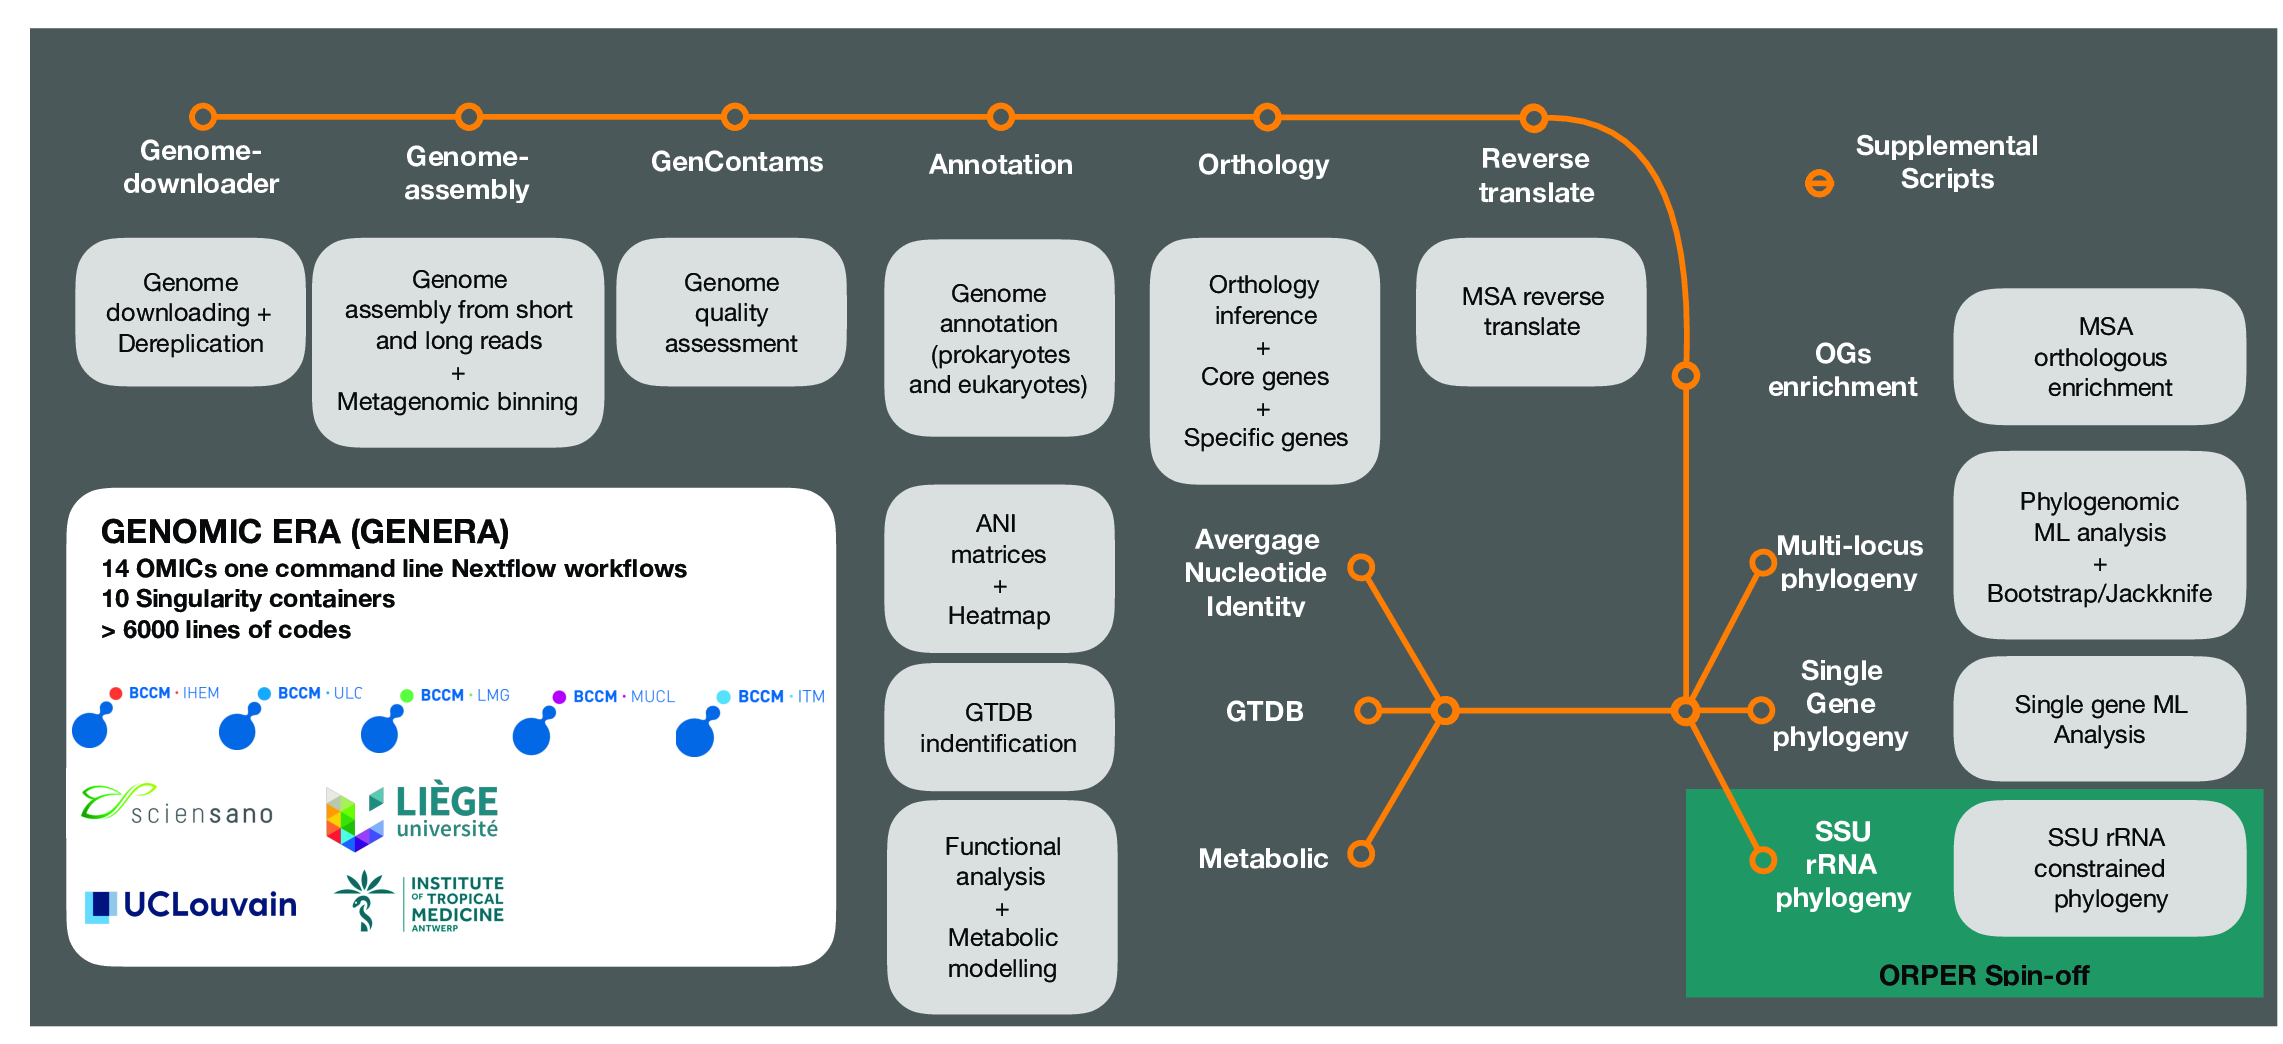 Genome-
downloader
Genome-
assembly
GenContams
Annotation
Orthology
Reverse
translate
Supplemental
Scripts
Genome
downloading +
Dereplication
Genome
assembly from short
and long reads
+
Metagenomic binning
Genome
quality
assessment
Genome
annotation
(prokaryotes
and eukaryotes)
Orthology
inference
+
Core genes
+
Specific genes
MSA reverse
translate
OGs
enrichment
MSA
orthologous
enrichment
GENOMIC ERA (GENERA)
14 OMICs one command line Nextflow workflows
10 Singularity containers
> 6000 lines of codes
BCCM · IHEM
BCCM · ULC
BCCM · LMG
BCCM · MUCL
BCCM · ITM
sciensano
LIÈGE
université
UCLouvain
INSTITUTE
OF TROPICAL
MEDICINE
ANTWERP
ANI
matrices
+
Heatmap
Avergage
Nucleotide
Identity
GTDB
indentification
GTDB
Functional
analysis
+
Metabolic
modelling
Metabolic
Multi-locus
phylogeny
Phylogenomic
ML analysis
+
Bootstrap/Jackknife
Single
Gene
phylogeny
Single gene ML
Analysis
SSU
rRNA
phylogeny
SSU rRNA
constrained
phylogeny
ORPER Spin-off